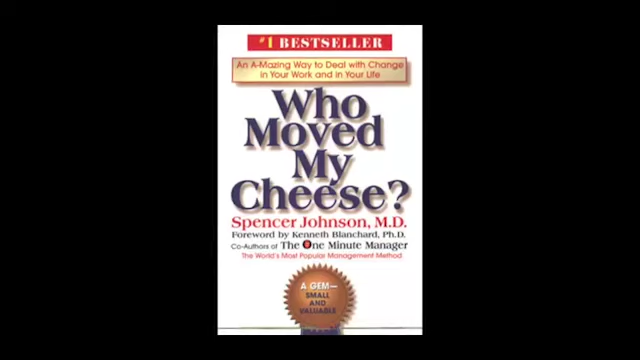 #1 BESTSELLER
An A-Mazing Way to Deal with Change
in Your Work and in Your Life
Who
Moved
My
Cheese?
Spencer Johnson, M.D.
Foreword by Kenneth Blanchard, Ph.D.
Co-Authors of The One Minute Manager
The World's Most Popular Management Method
A GEM—
SMALL
AND
VALUABLE